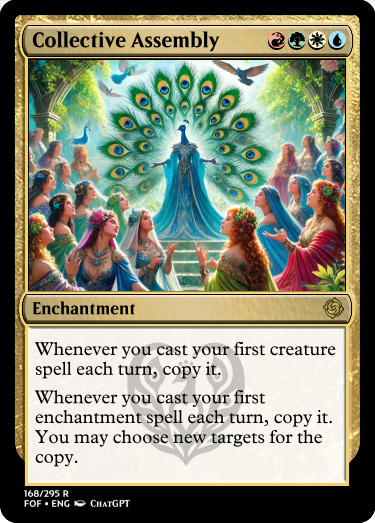 Collective Assembly
Enchantment
Whenever you cast your first creature
spell each turn, copy it.
Whenever you cast your first
enchantment spell each turn, copy it.
You may choose new targets for the
copy.
168/295 R
FOF • ENG ChatGPT